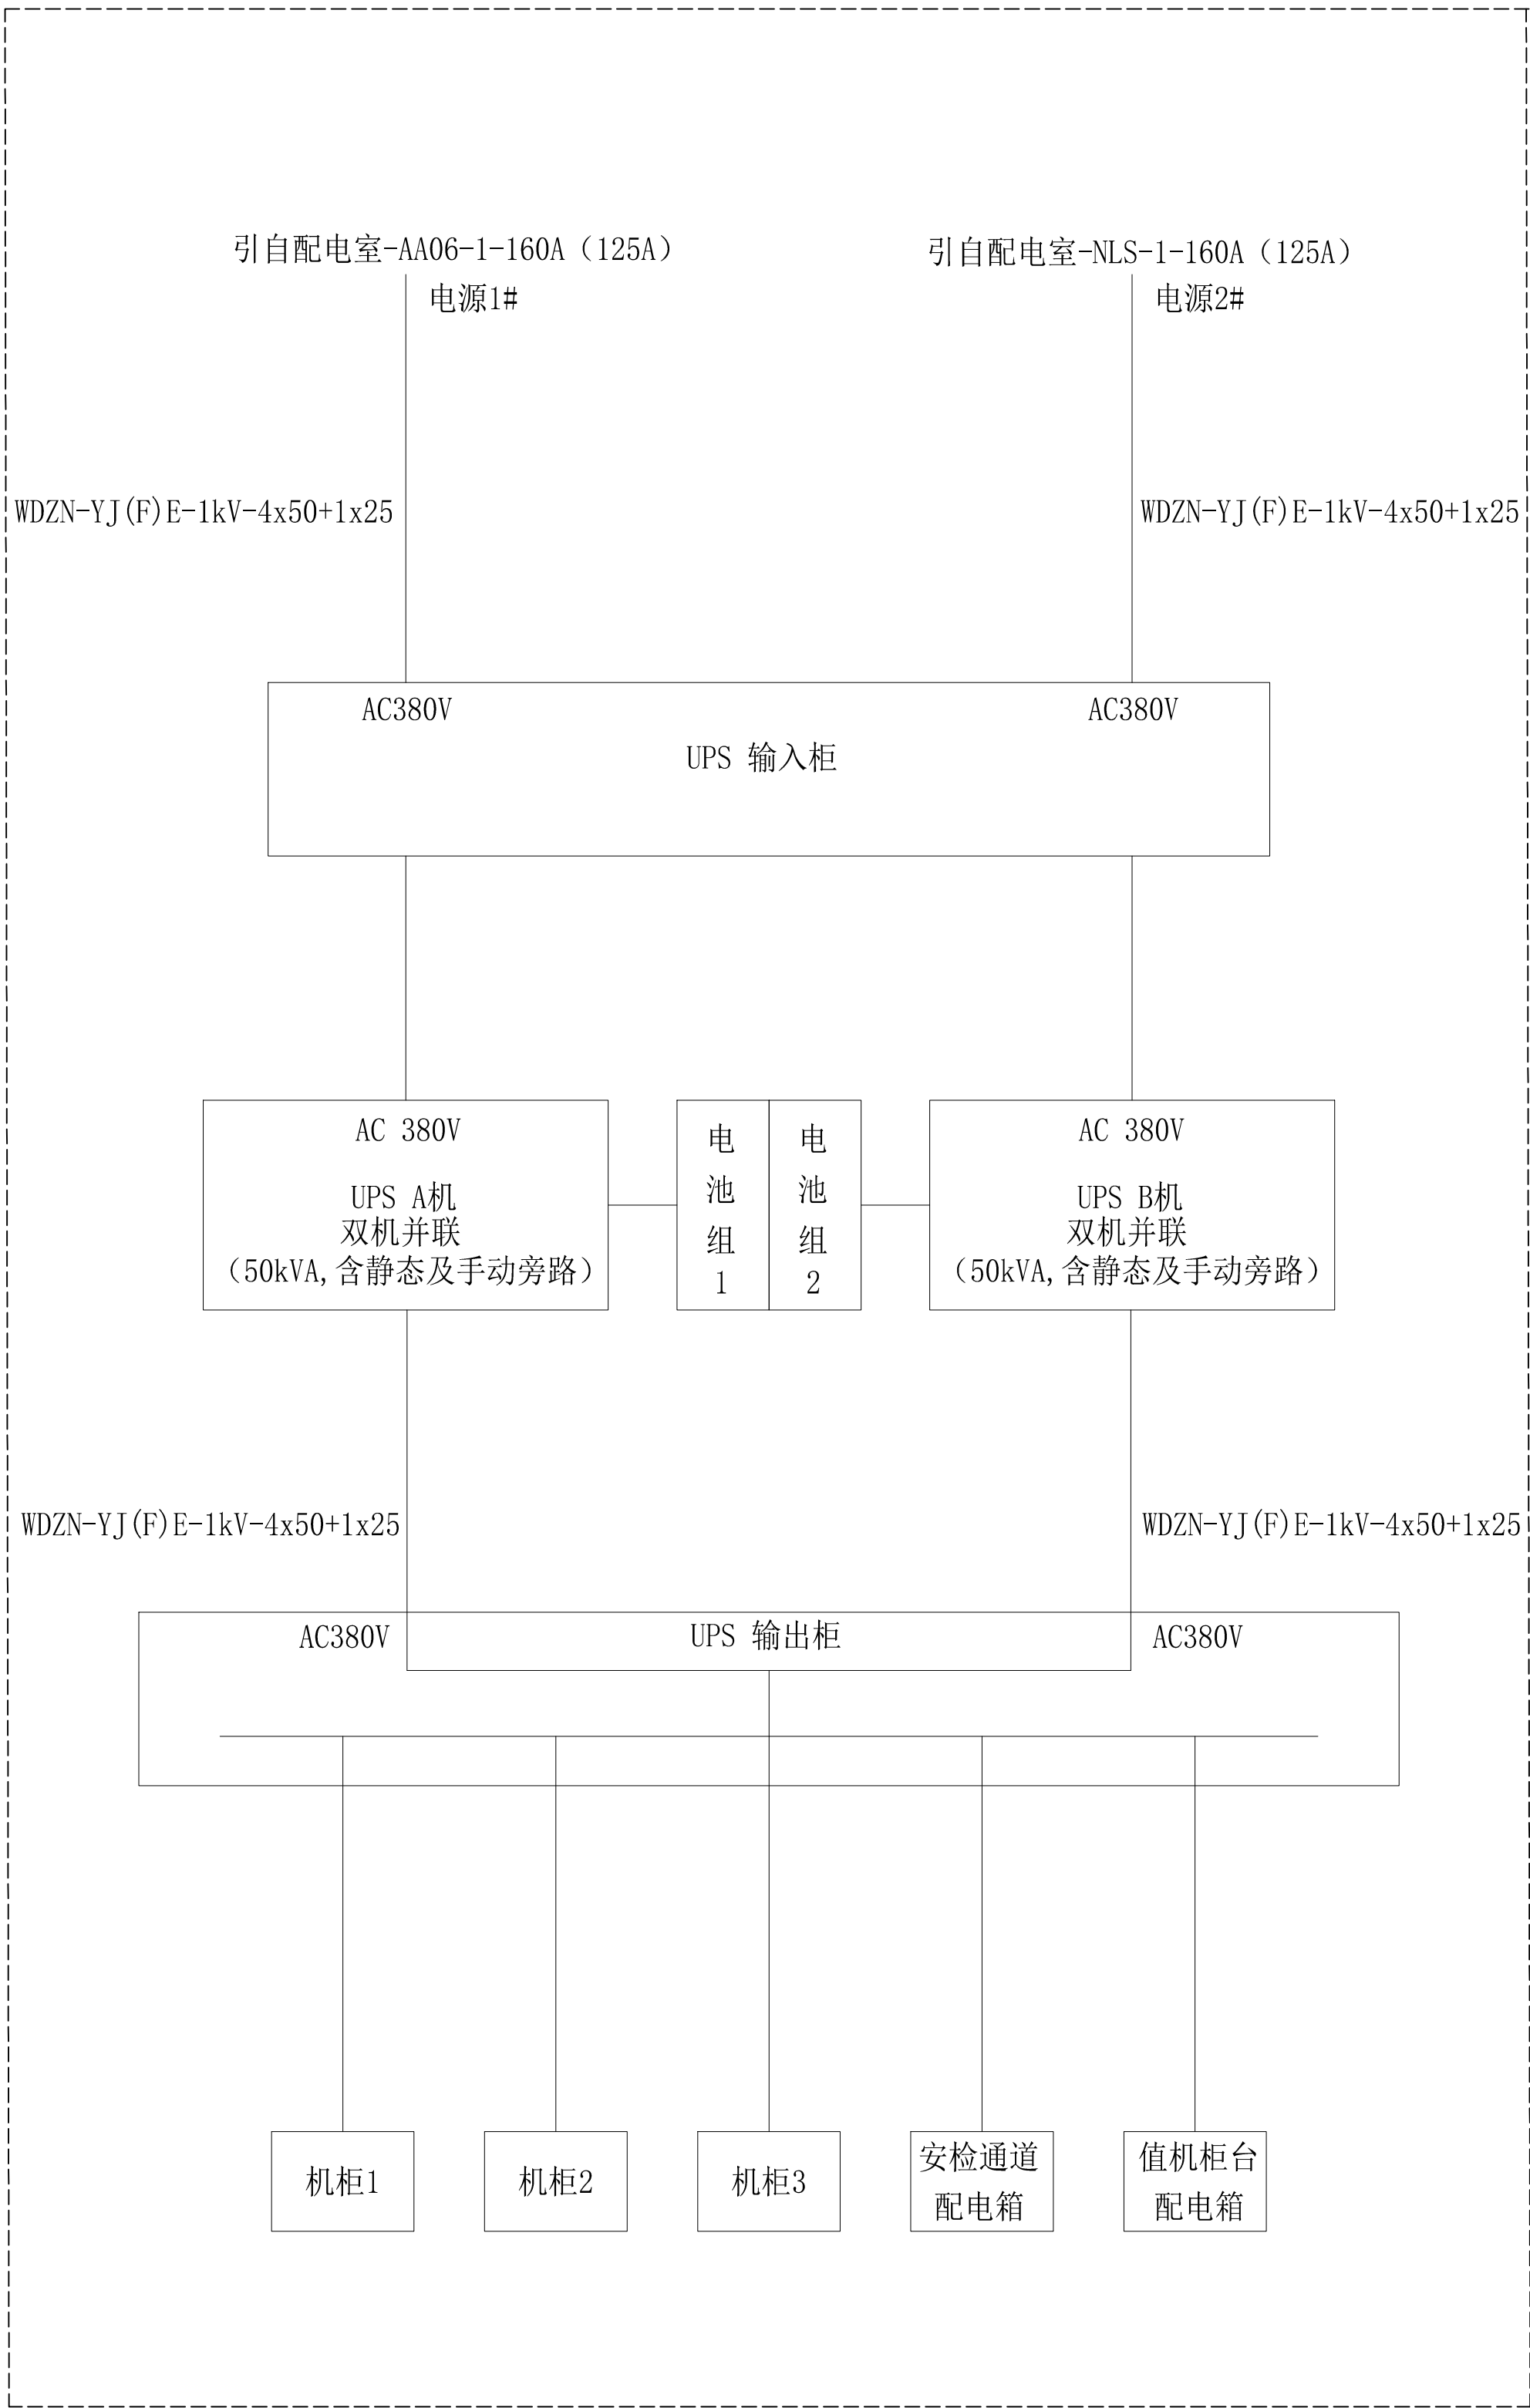 引自配电室-AA06-1-160A（125A）
电源1#
引自配电室-NLS-1-160A（125A）
电源2#
WDZN-YJ(F)E-1kV-4x50+1x25
WDZN-YJ(F)E-1kV-4x50+1x25
AC380V
AC380V
UPS 输入柜
AC 380V
UPS A机
双机并联
（50kVA,含静态及手动旁路）
电池组1
电池组2
AC 380V
UPS B机
双机并联
（50kVA,含静态及手动旁路）
WDZN-YJ(F)E-1kV-4x50+1x25
WDZN-YJ(F)E-1kV-4x50+1x25
AC380V
UPS 输出柜
AC380V
机柜1
机柜2
机柜3
安检通道
配电箱
值机柜台
配电箱